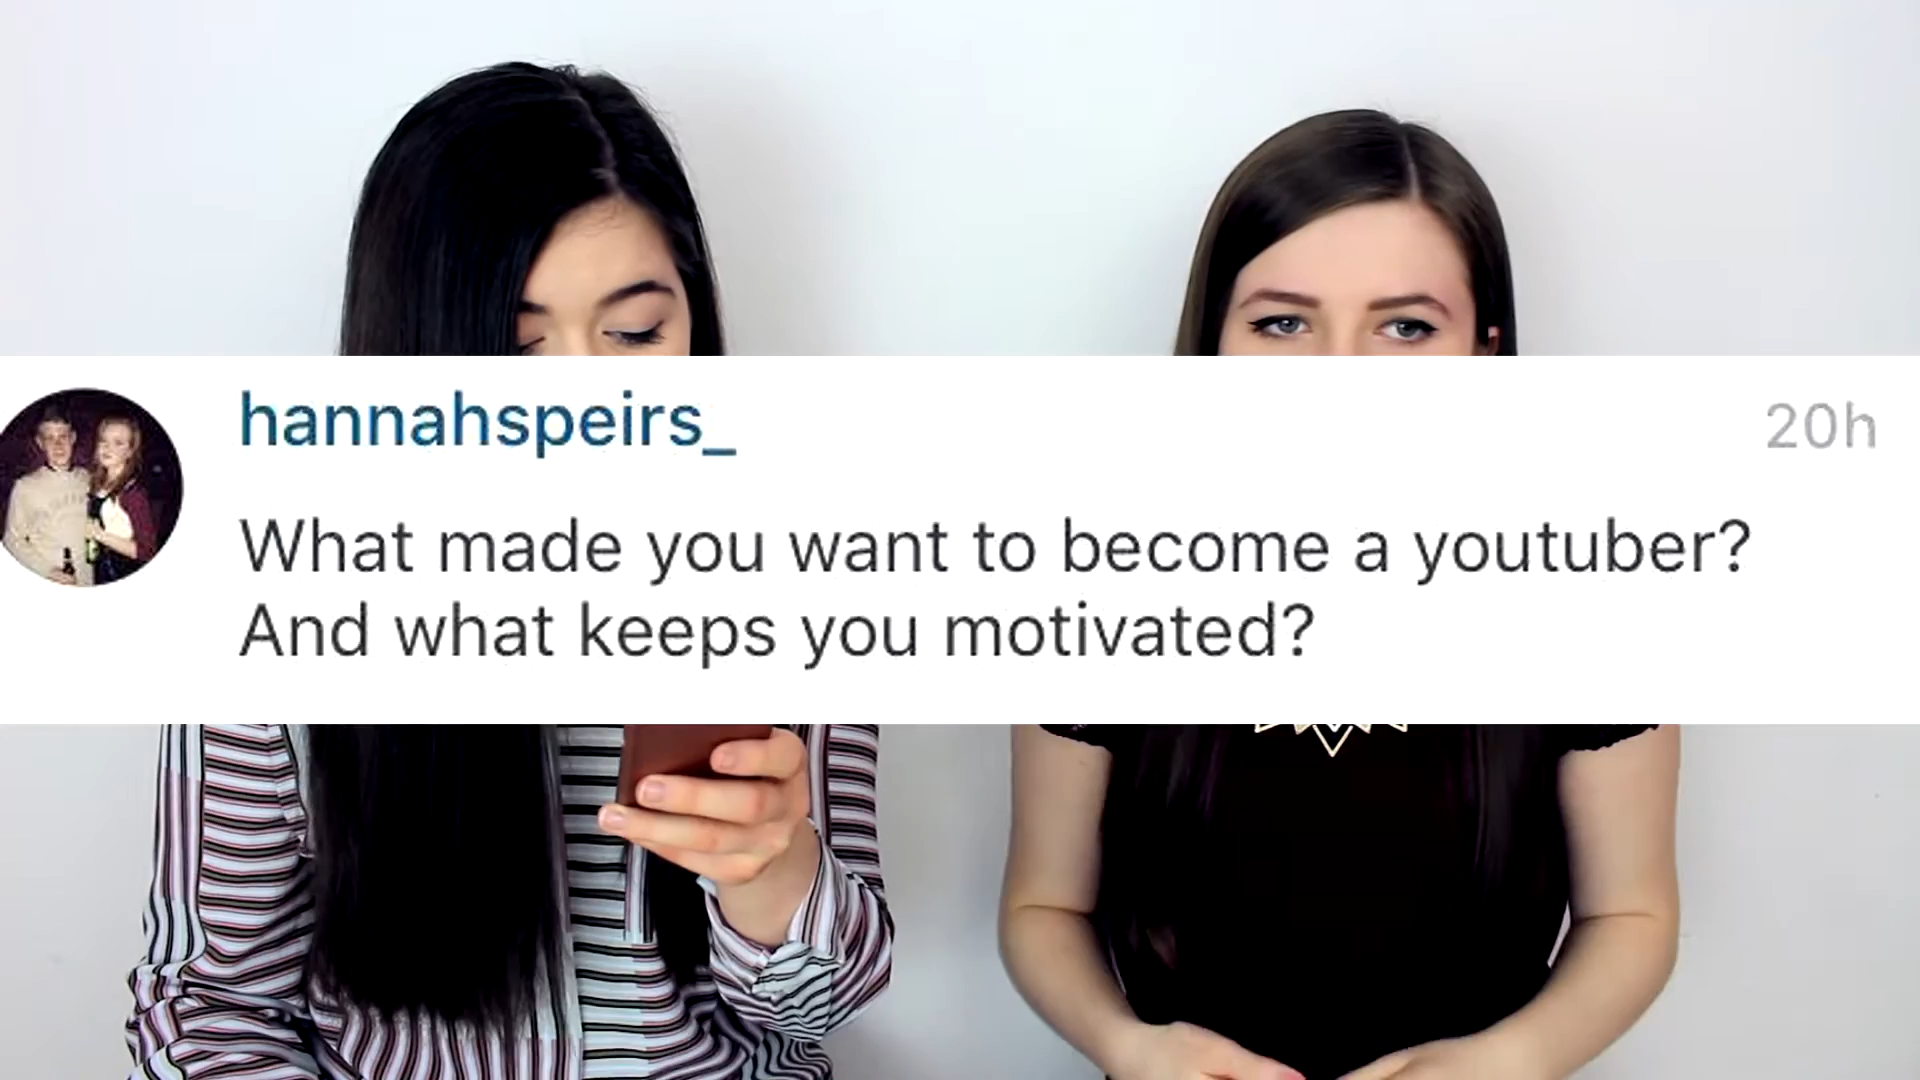 hannahspeirs_
20h
What made you want to become a youtuber?
And what keeps you motivated?